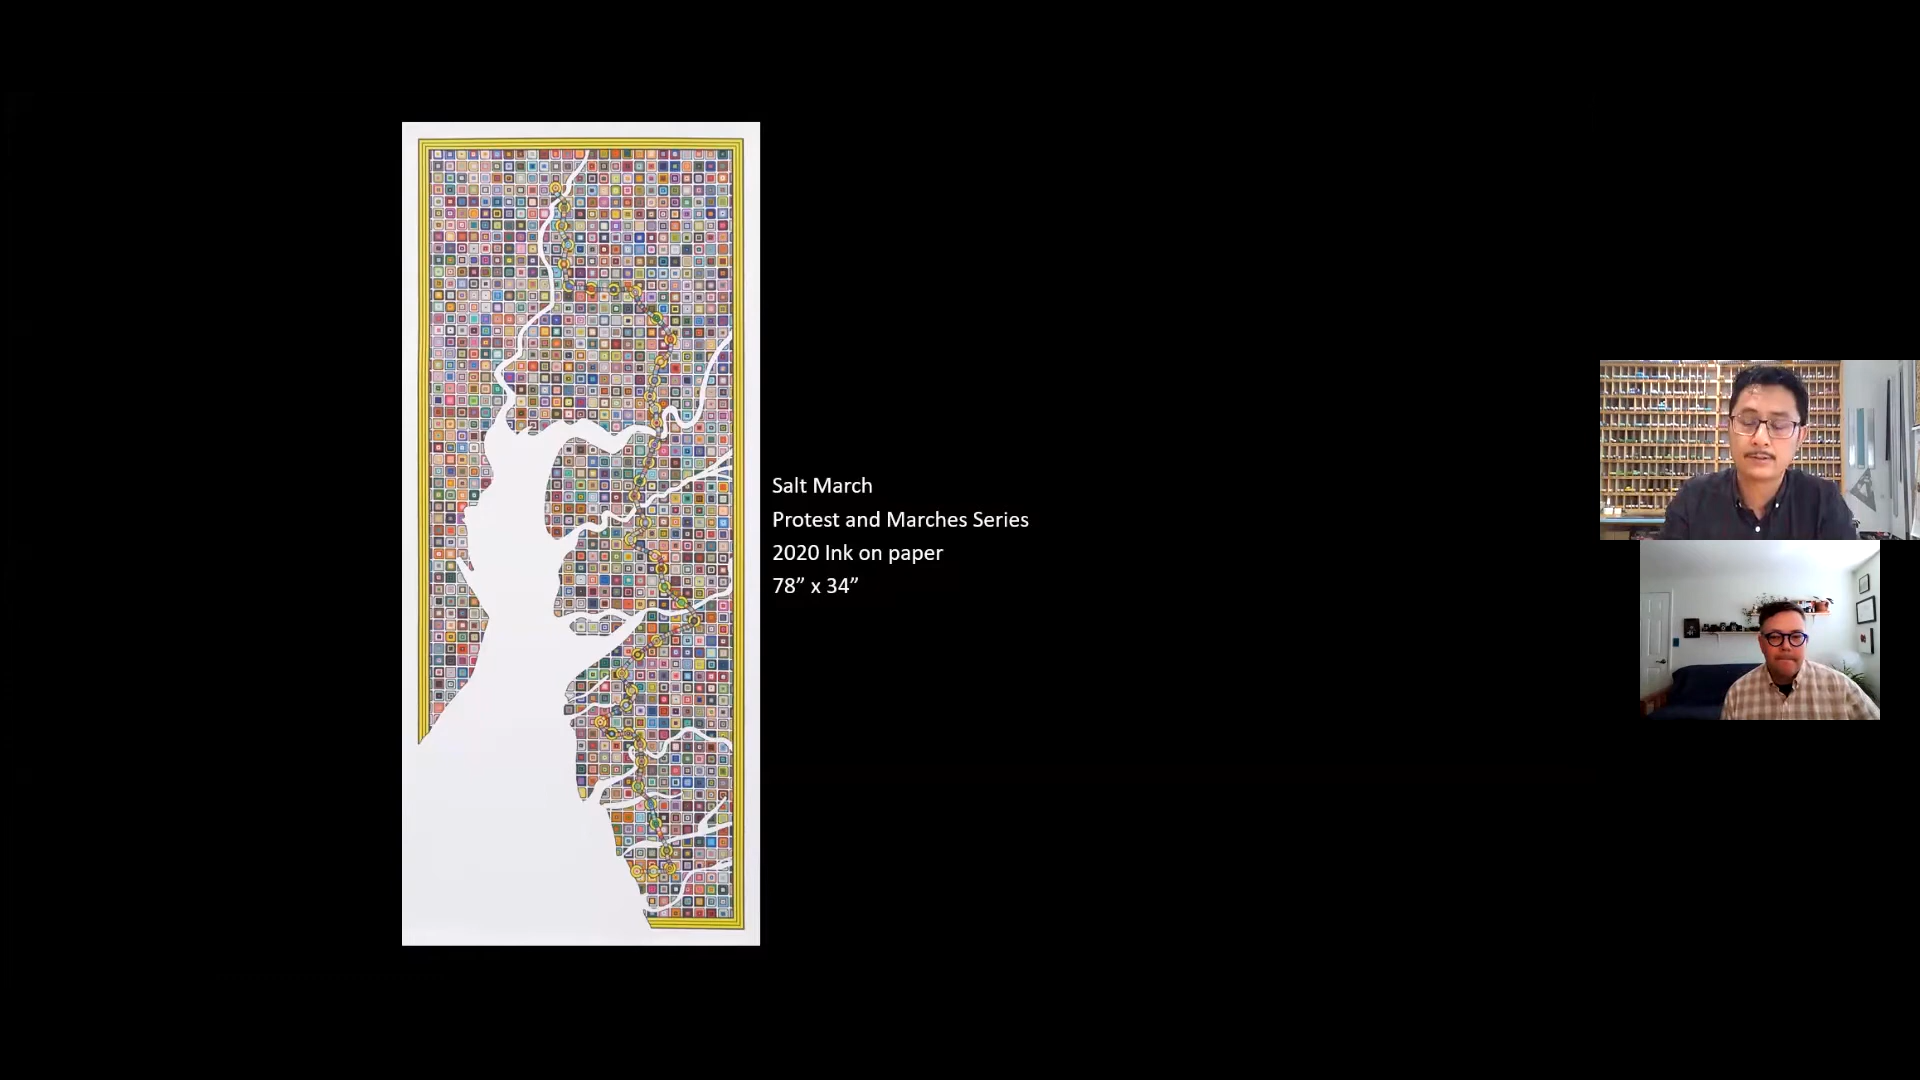 Salt March
Protest and Marches Series
2020 Ink on paper
78” x 34”